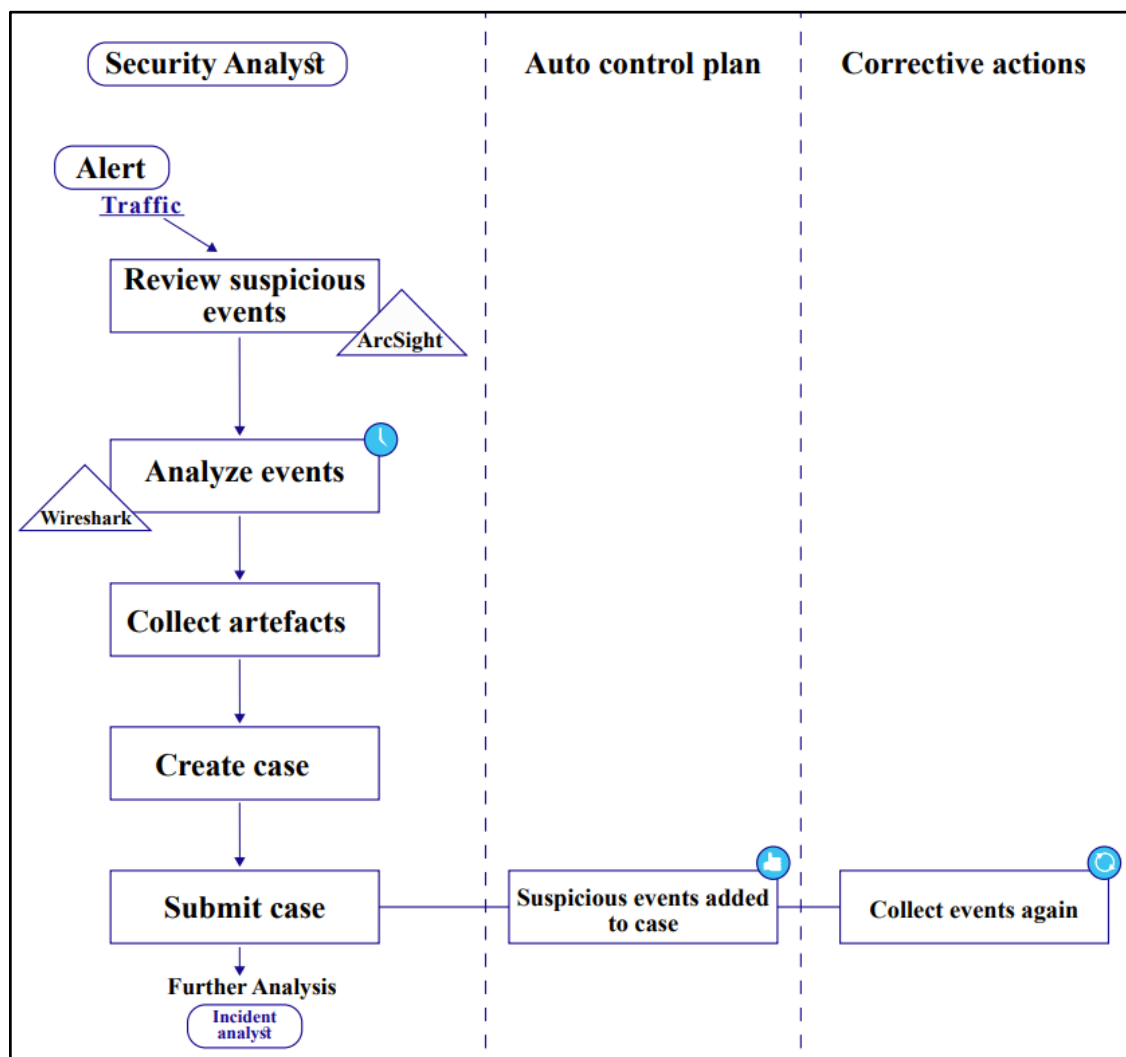 Security Analyst
Auto control plan
Corrective actions
Alert
Traffic
Review suspicious
events
ArcSight
Analyze events
Wireshark
Collect artefacts
Create case
Submit case
Suspicious events added
to case
Collect events again
Further Analysis
Incident
analyst